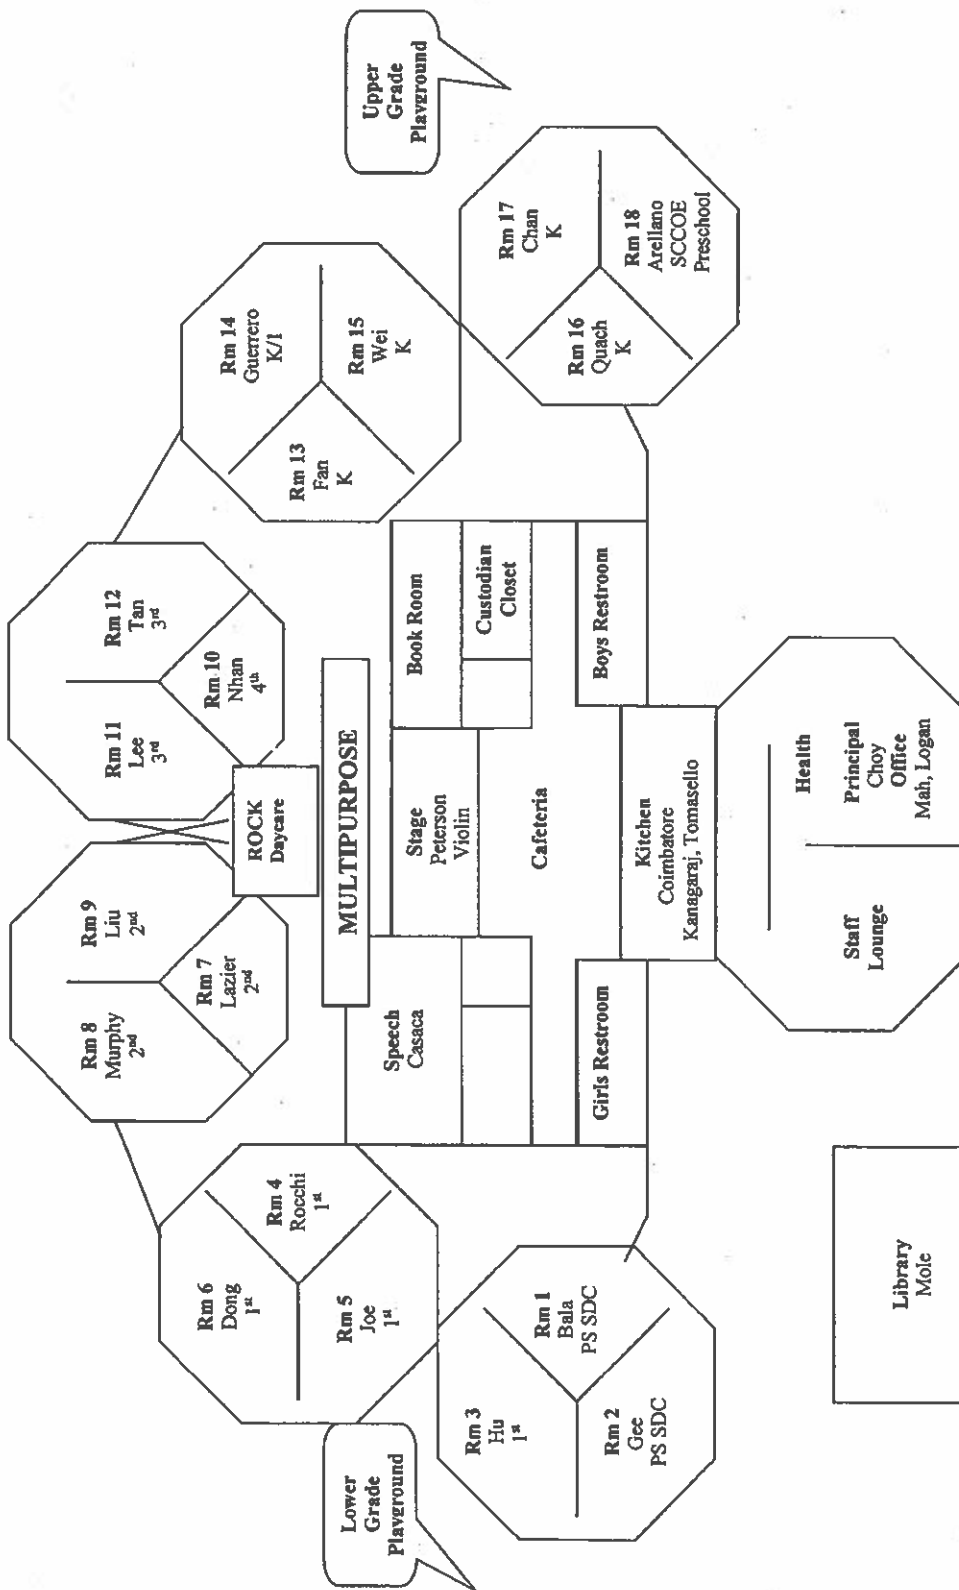 Lower
Grade
Playground
Upper
Grade
Playground
Rm 8
Murphy
2nd
Rm 9
Liu
2nd
Rm 7
Lazier
2nd
Rm 11
Lee
3rd
Rm 12
Tan
3rd
Rm 10
Nhan
4th
ROCK
Daycare
Rm 6
Dong
1st
Rm 4
Rocchi
1st
Rm 5
Joe
1st
Rm 14
Guerrero
K/1
Rm 13
Fan
K
Rm 15
Wei
K
MULTIPURPOSE
Speech
Casaca
Stage
Peterson
Violin
Book Room
Custodian
Closet
Cafeteria
Girls Restroom
Boys Restroom
Kitchen
Coimbatore
Kanagaraj, Tomasello
Rm 3
Hu
1st
Rm 1
Bala
PS SDC
Rm 2
Gee
PS SDC
Rm 17
Chan
K
Rm 16
Quach
K
Rm 18
Arellano
SCCOE
Preschool
Health
Staff
Lounge
Principal
Choy
Office
Mah, Logan
Library
Mole